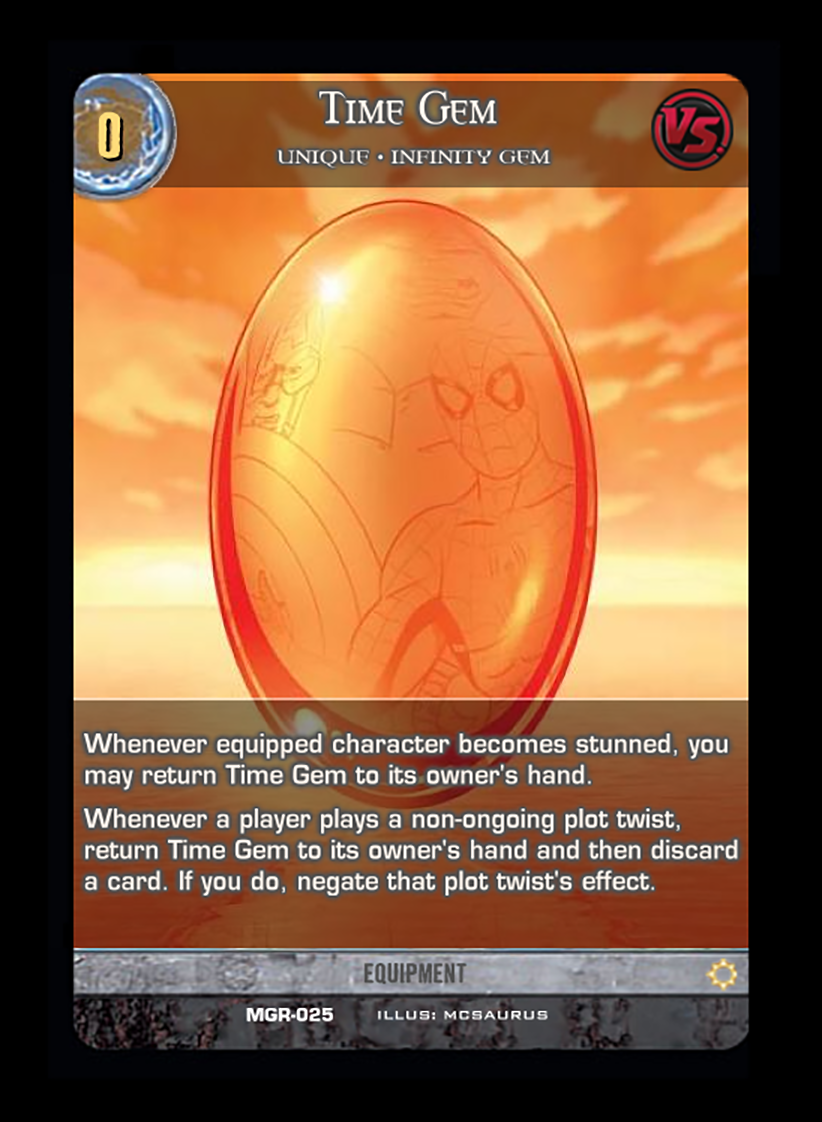 0
Time Gem
VS.
UNIQUE • INFINITY GEM
Whenever equipped character becomes stunned, you
may return Time Gem to its owner's hand.
Whenever a player plays a non-ongoing plot twist,
return Time Gem to its owner's hand and then discard
a card. If you do, negate that plot twist's effect.
EQUIPMENT
MGR-025 ILLUS: MCSAURUS